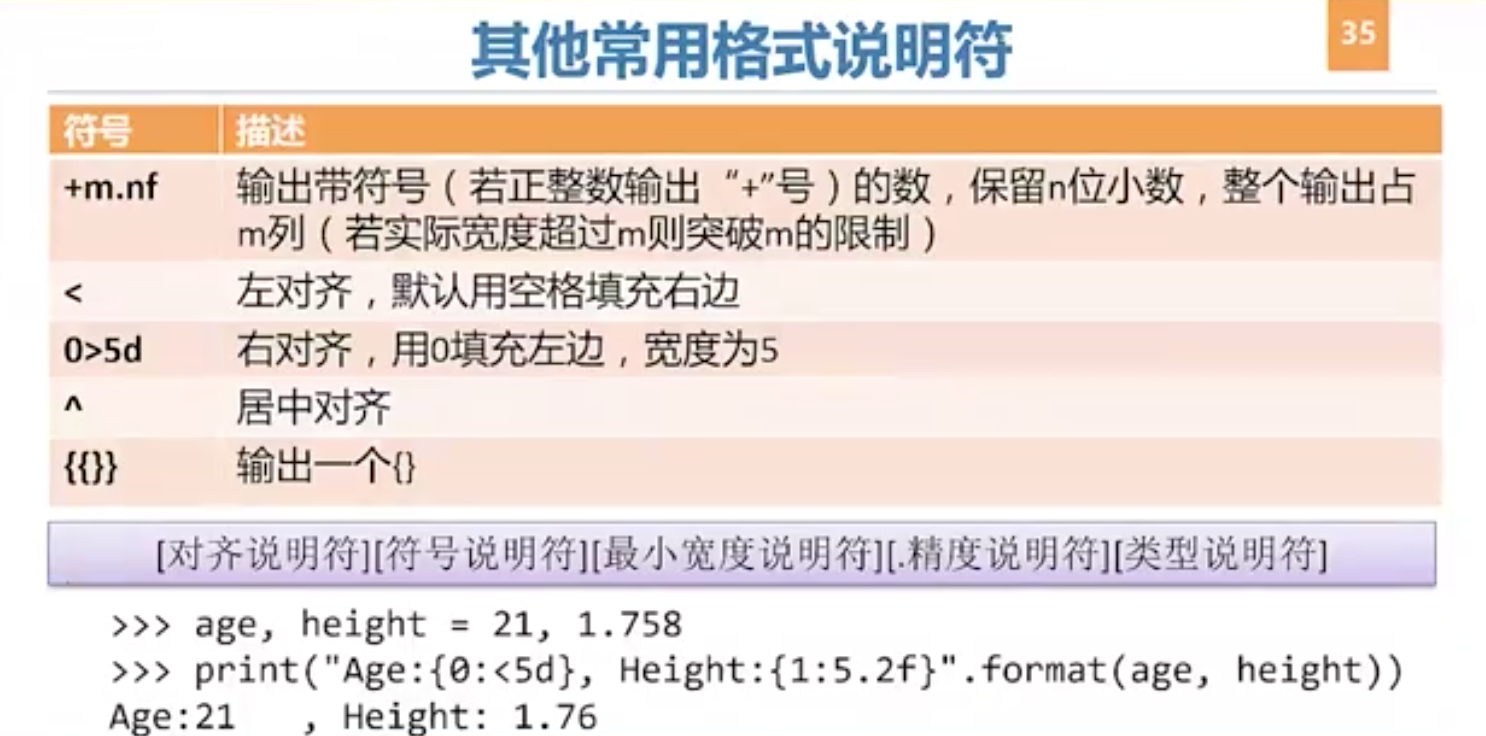 其他常用格式说明符
35
符号 描述
+m.nf 输出带符号（若正整数输出“+”号）的数，保留n位小数，整个输出占
m列（若实际宽度超过m则突破m的限制）
< 左对齐，默认用空格填充右边
0>5d 右对齐，用0填充左边，宽度为5
^ 居中对齐
{{}} 输出一个{}
[对齐说明符][符号说明符][最小宽度说明符][.精度说明符][类型说明符]
>>> age, height = 21, 1.758
>>> print("Age:{0:<5d}, Height:{1:5.2f}".format(age, height))
Age:21   , Height: 1.76